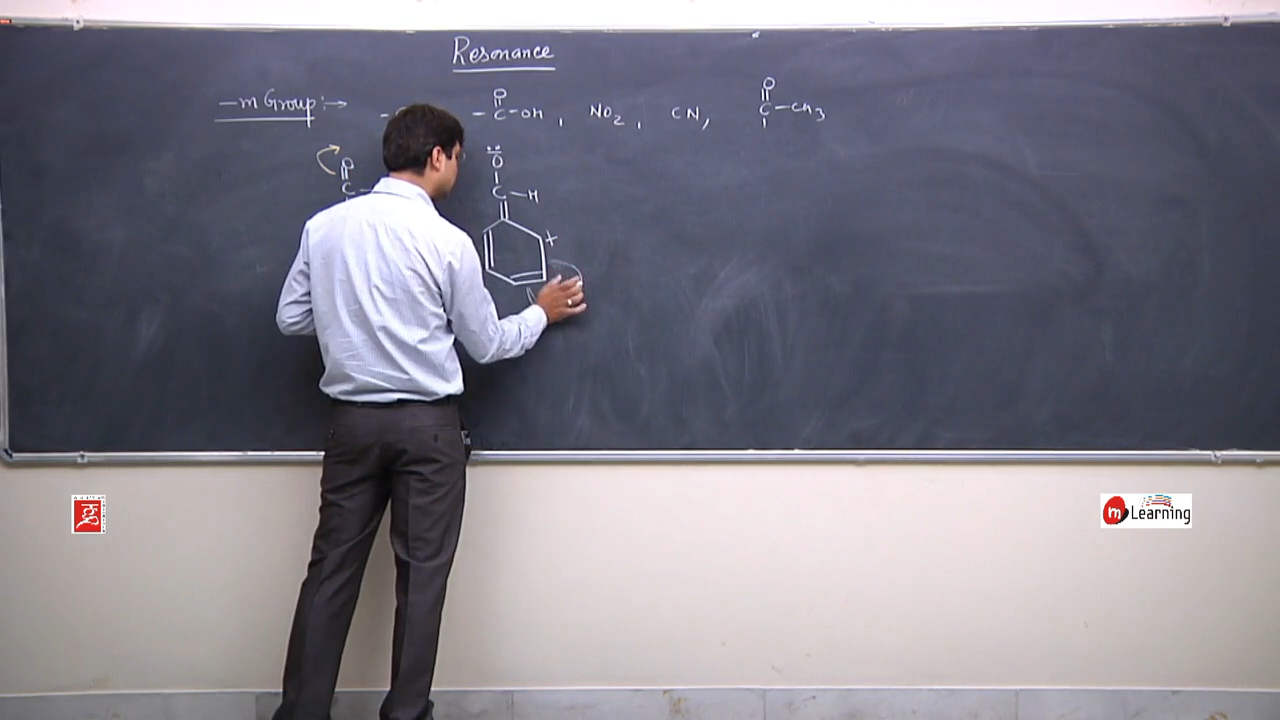 Resonance
-m Group:→ - -C-OH, NO2, CN, C-CH3
O O
O O
C- C-H
+
m Learning